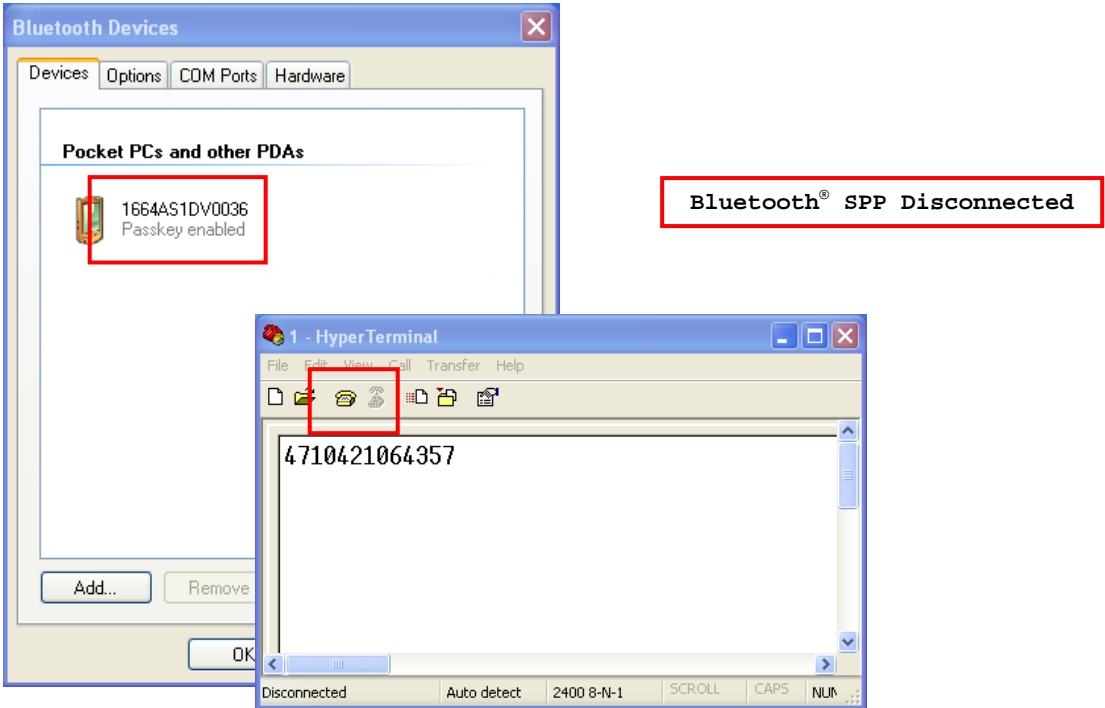 Bluetooth Devices
Devices Options COM Ports Hardware
Pocket PCs and other PDAs
1664AS1DV0036
Passkey enabled
Bluetooth® SPP Disconnected
1 - HyperTerminal
File Edit View Call Transfer Help
4710421064357
Add... Remove
OK
Disconnected Auto detect 2400 8-N-1 SCROLL CAPS